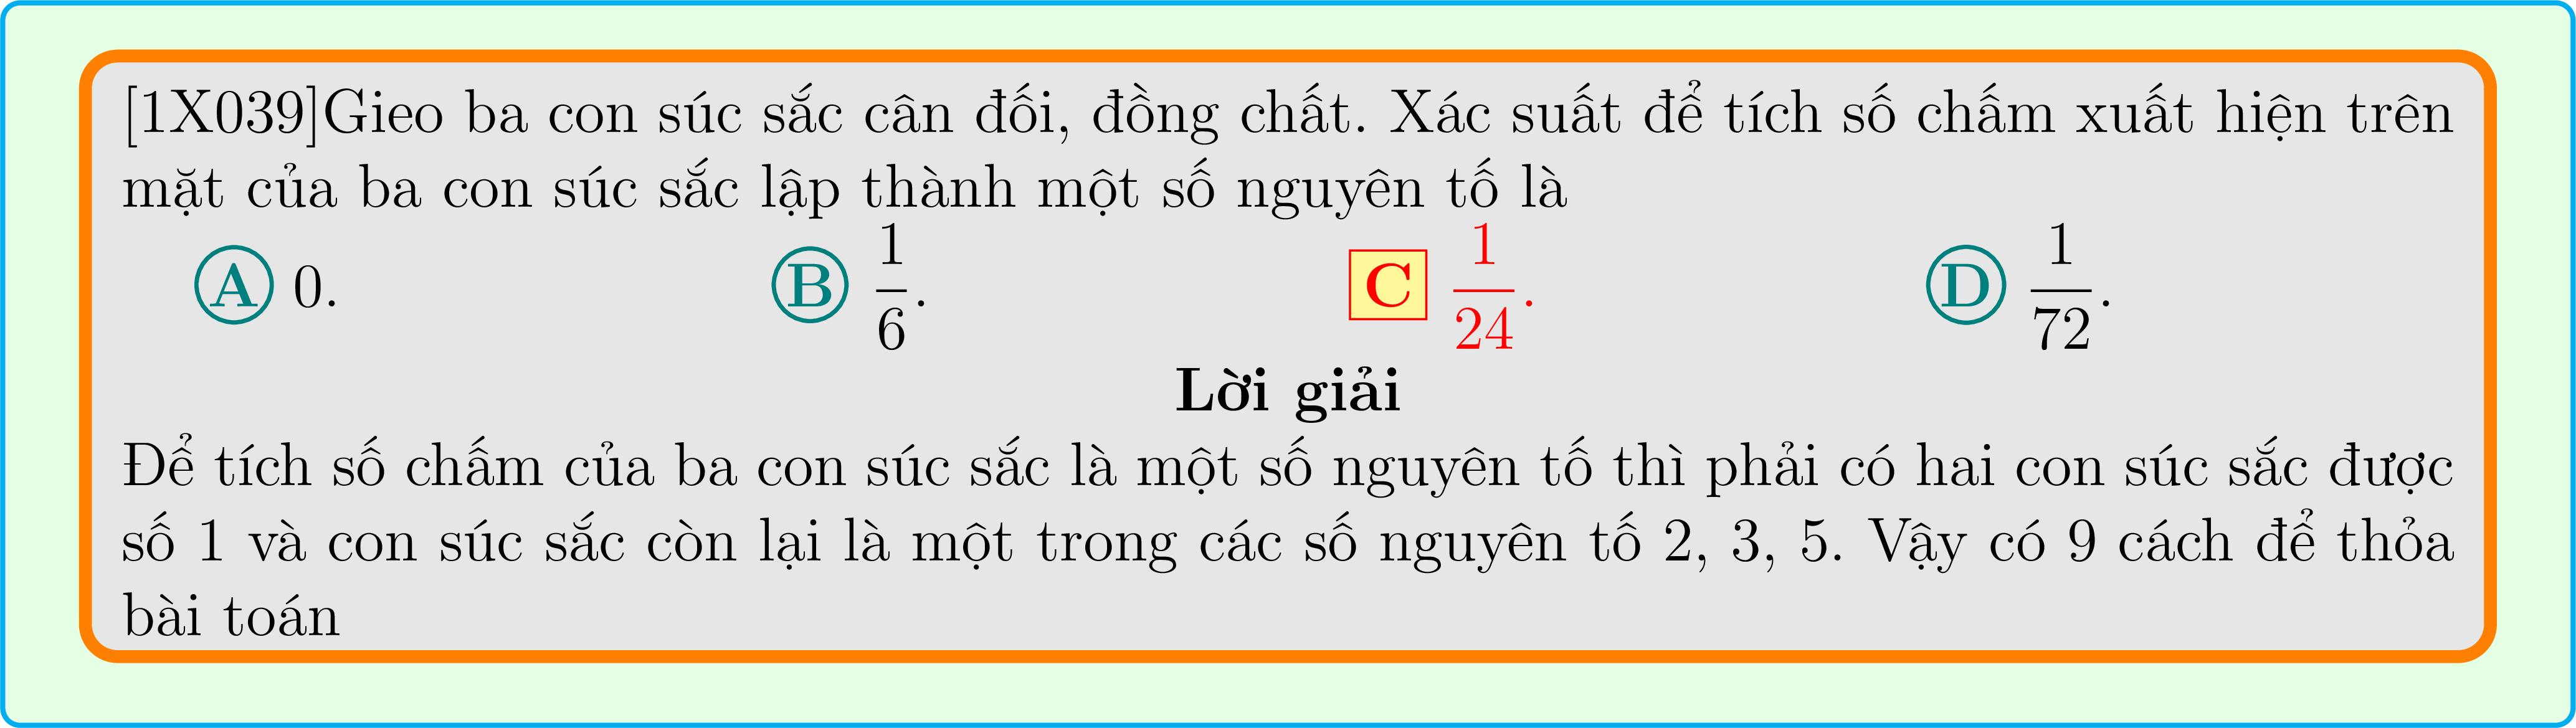 [1X039]Gieo ba con súc sắc cân đối, đồng chất. Xác suất để tích số chấm xuất hiện trên
mặt của ba con súc sắc lập thành một số nguyên tố là
A 0. B 1/6. C 1/24. D 1/72.
Lời giải
Để tích số chấm của ba con súc sắc là một số nguyên tố thì phải có hai con súc sắc được
số 1 và con súc sắc còn lại là một trong các số nguyên tố 2, 3, 5. Vậy có 9 cách để thỏa
bài toán